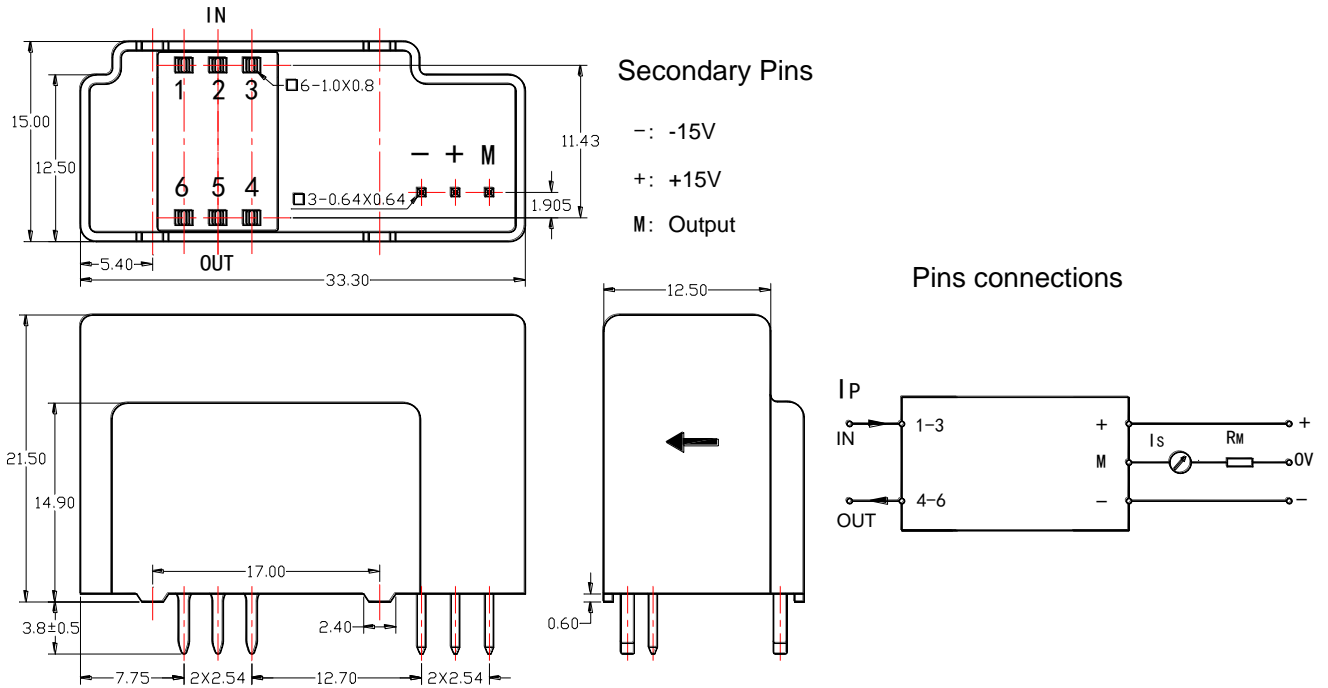 IN
1 2 3
□6-1.0X0.8
15.00
12.50
11.43
- + M
6 5 4
□3-0.64X0.64
1.905
5.40
OUT
33.30
Secondary Pins
-: -15V
+: +15V
M: Output
Pins connections
12.50
21.50
14.90
17.00
3.8±0.5
2.40
0.60
7.75
2X2.54
12.70
2X2.54
IP
IN
1-3
+
IS
RM
+
M
0V
OUT
4-6
-
-